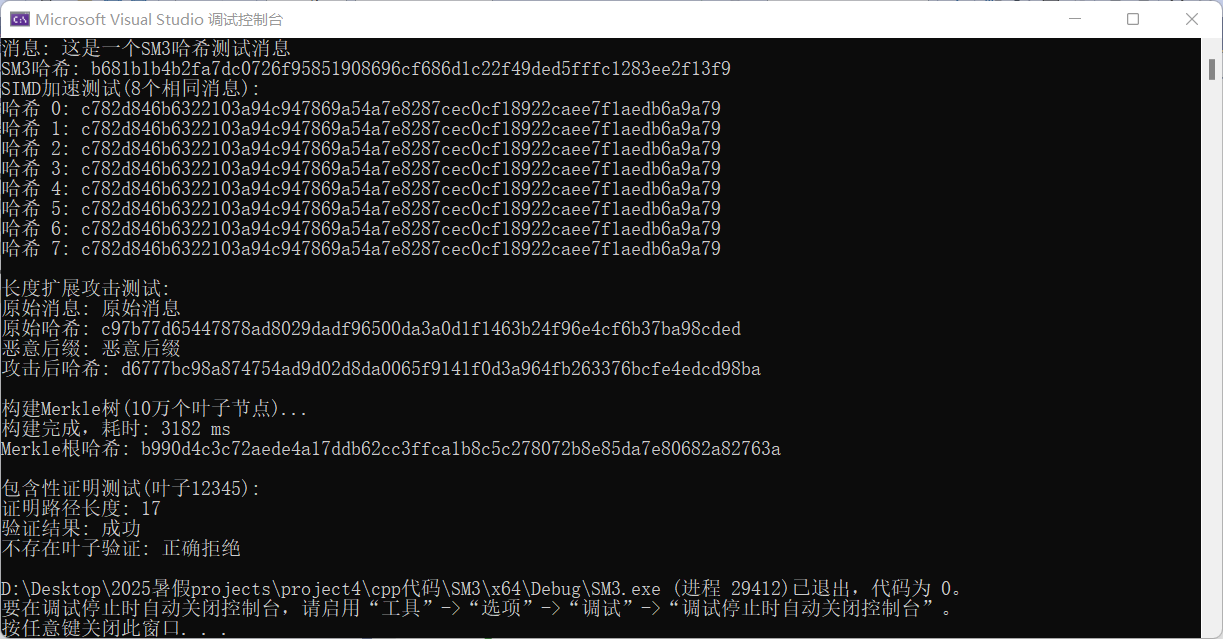 Microsoft Visual Studio 调试控制台
消息: 这是一个SM3哈希测试消息
SM3哈希: b681b1b4b2fa7dc0726f95851908696cf686d1c22f49ded5fffc1283ee2f13f9
SIMD加速测试(8个相同消息):
哈希 0: c782d846b6322103a94c947869a54a7e8287cec0cf18922caee7f1aedb6a9a79
哈希 1: c782d846b6322103a94c947869a54a7e8287cec0cf18922caee7f1aedb6a9a79
哈希 2: c782d846b6322103a94c947869a54a7e8287cec0cf18922caee7f1aedb6a9a79
哈希 3: c782d846b6322103a94c947869a54a7e8287cec0cf18922caee7f1aedb6a9a79
哈希 4: c782d846b6322103a94c947869a54a7e8287cec0cf18922caee7f1aedb6a9a79
哈希 5: c782d846b6322103a94c947869a54a7e8287cec0cf18922caee7f1aedb6a9a79
哈希 6: c782d846b6322103a94c947869a54a7e8287cec0cf18922caee7f1aedb6a9a79
哈希 7: c782d846b6322103a94c947869a54a7e8287cec0cf18922caee7f1aedb6a9a79
长度扩展攻击测试:
原始消息: 原始消息
原始哈希: c97b77d65447878ad8029dadf96500da3a0d1f1463b24f96e4cf6b37ba98cded
恶意后缀: 恶意后缀
攻击后哈希: d6777bc98a874754ad9d02d8da0065f9141f0d3a964fb263376bcfe4edcd98ba
构建Merkle树(10万个叶子节点)...
构建完成，耗时: 3182 ms
Merkle根哈希: b990d4c3c72aede4a17ddb62cc3ffca1b8c5c278072b8e85da7e80682a82763a
包含性证明测试(叶子12345):
证明路径长度: 17
验证结果: 成功
不存在叶子验证: 正确拒绝
D:\Desktop\2025暑假projects\project4\cpp代码\SM3\x64\Debug\SM3.exe (进程 29412)已退出，代码为 0。
要在调试停止时自动关闭控制台，请启用“工具”->“选项”->“调试”->“调试停止时自动关闭控制台”。
按任意键关闭此窗口. . .